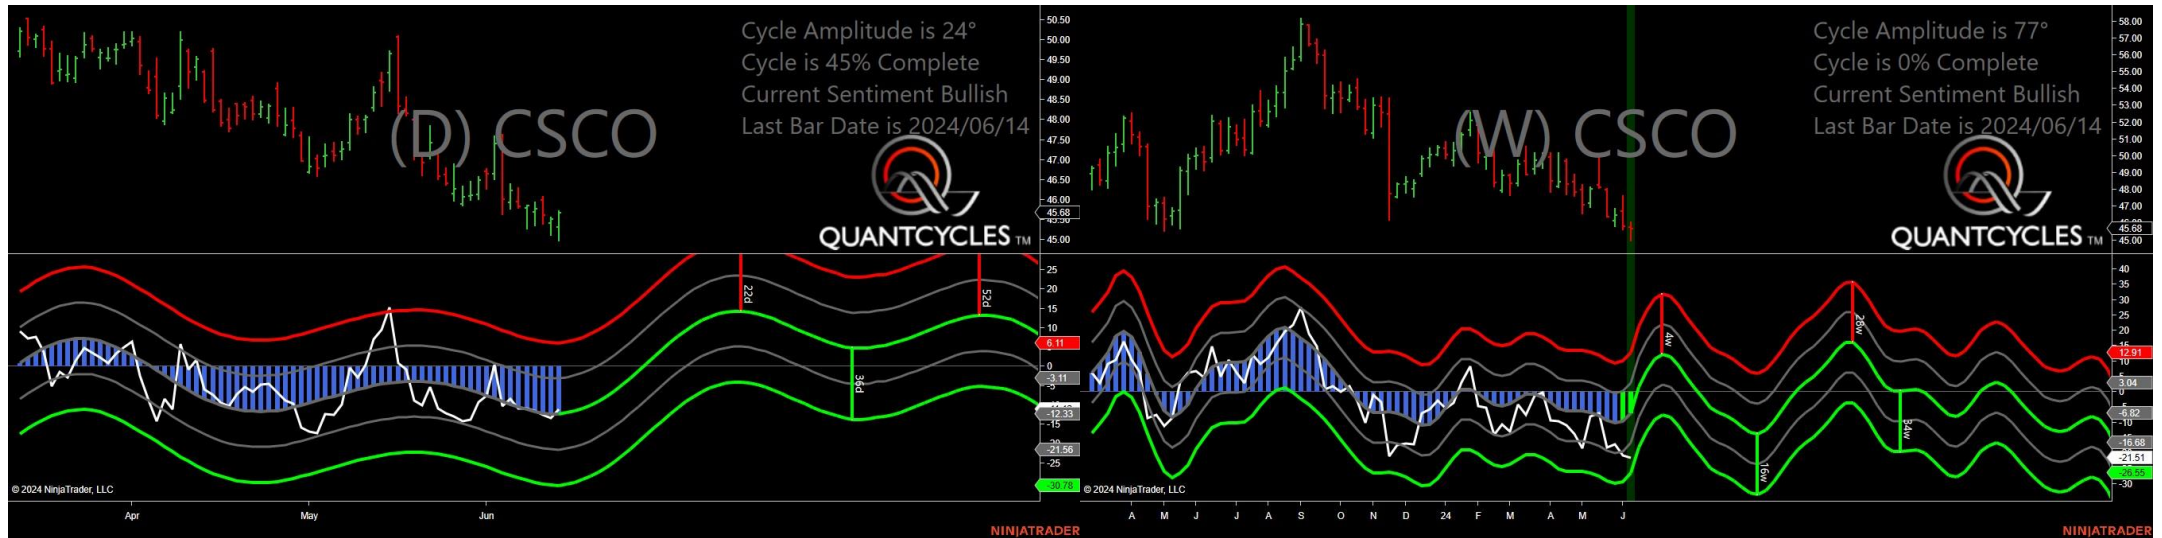 Cycle Amplitude is 24°
Cycle is 45% Complete
Current Sentiment Bullish
Last Bar Date is 2024/06/14
(D) CSCO
QUANTCYCLES TM
50.50
50.00
49.50
49.00
48.50
48.00
47.50
47.00
46.50
46.00
45.68
45.00
22d
52d
36d
25
20
15
10
6.11
0
-3.11
-5
-12.33
-15
-21.56
-25
-30.78
© 2024 NinjaTrader, LLC
Apr
May
Jun
NINJATRADER
Cycle Amplitude is 77°
Cycle is 0% Complete
Current Sentiment Bullish
Last Bar Date is 2024/06/14
(W) CSCO
QUANTCYCLES TM
58.00
57.00
56.00
55.00
54.00
53.00
52.00
51.00
50.00
49.00
48.00
47.00
45.68
45.00
4w
28w
16w
34w
40
35
30
25
20
12.91
3.04
0
-6.82
-10
-16.68
-21.51
-26.55
-30
© 2024 NinjaTrader, LLC
A M J J A S O N D 24 F M A M J
NINJATRADER